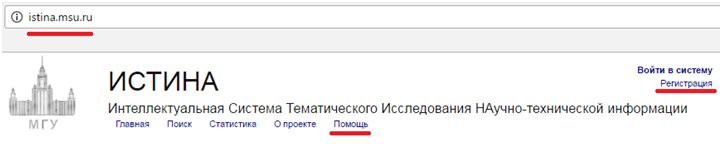 istina.msu.ru
Войти в систему
ИСТИНА
Регистрация
Интеллектуальная Система Тематического Исследования НАучно-технической информации
МГУ
Главная Поиск Статистика О проекте Помощь